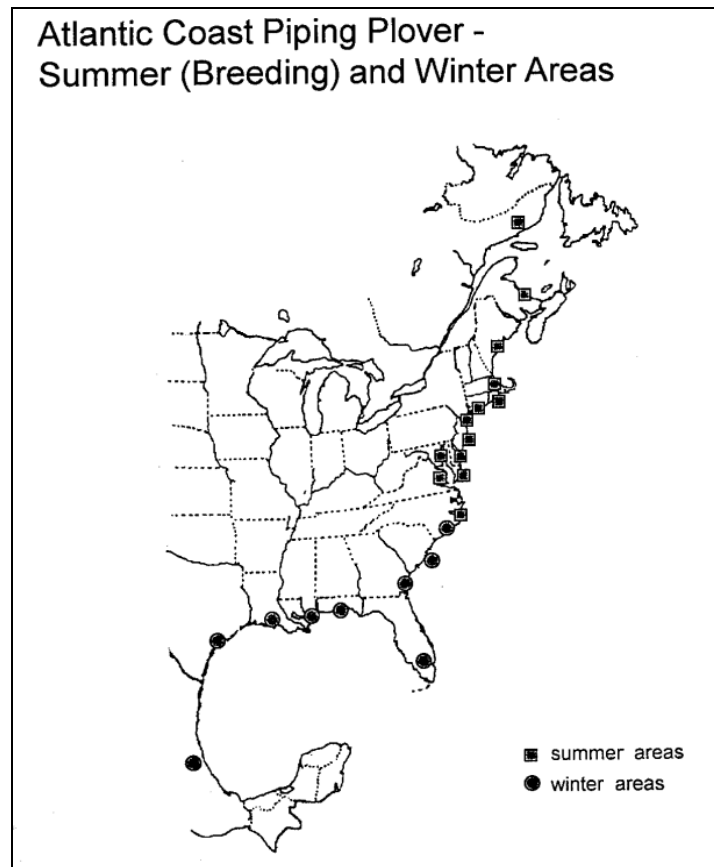 Atlantic Coast Piping Plover -
Summer (Breeding) and Winter Areas
summer areas
winter areas